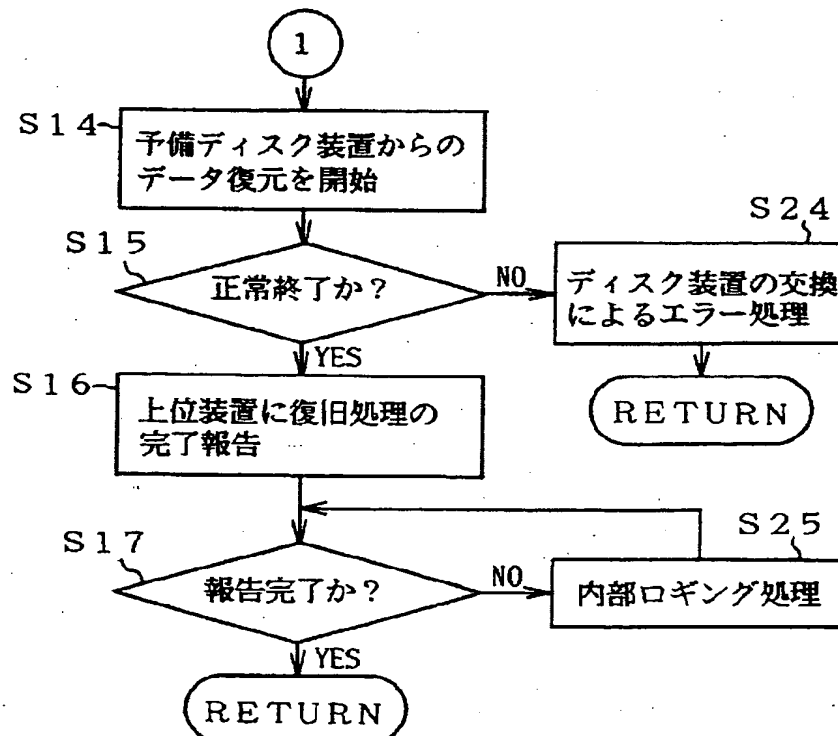 1
S14
予備ディスク装置からの
データ復元を開始
S15
正常終了か？
NO
S24
ディスク装置の交換
によるエラー処理
YES
RETURN
S16
上位装置に復旧処理の
完了報告
S17
報告完了か？
NO
S25
内部ロギング処理
YES
RETURN